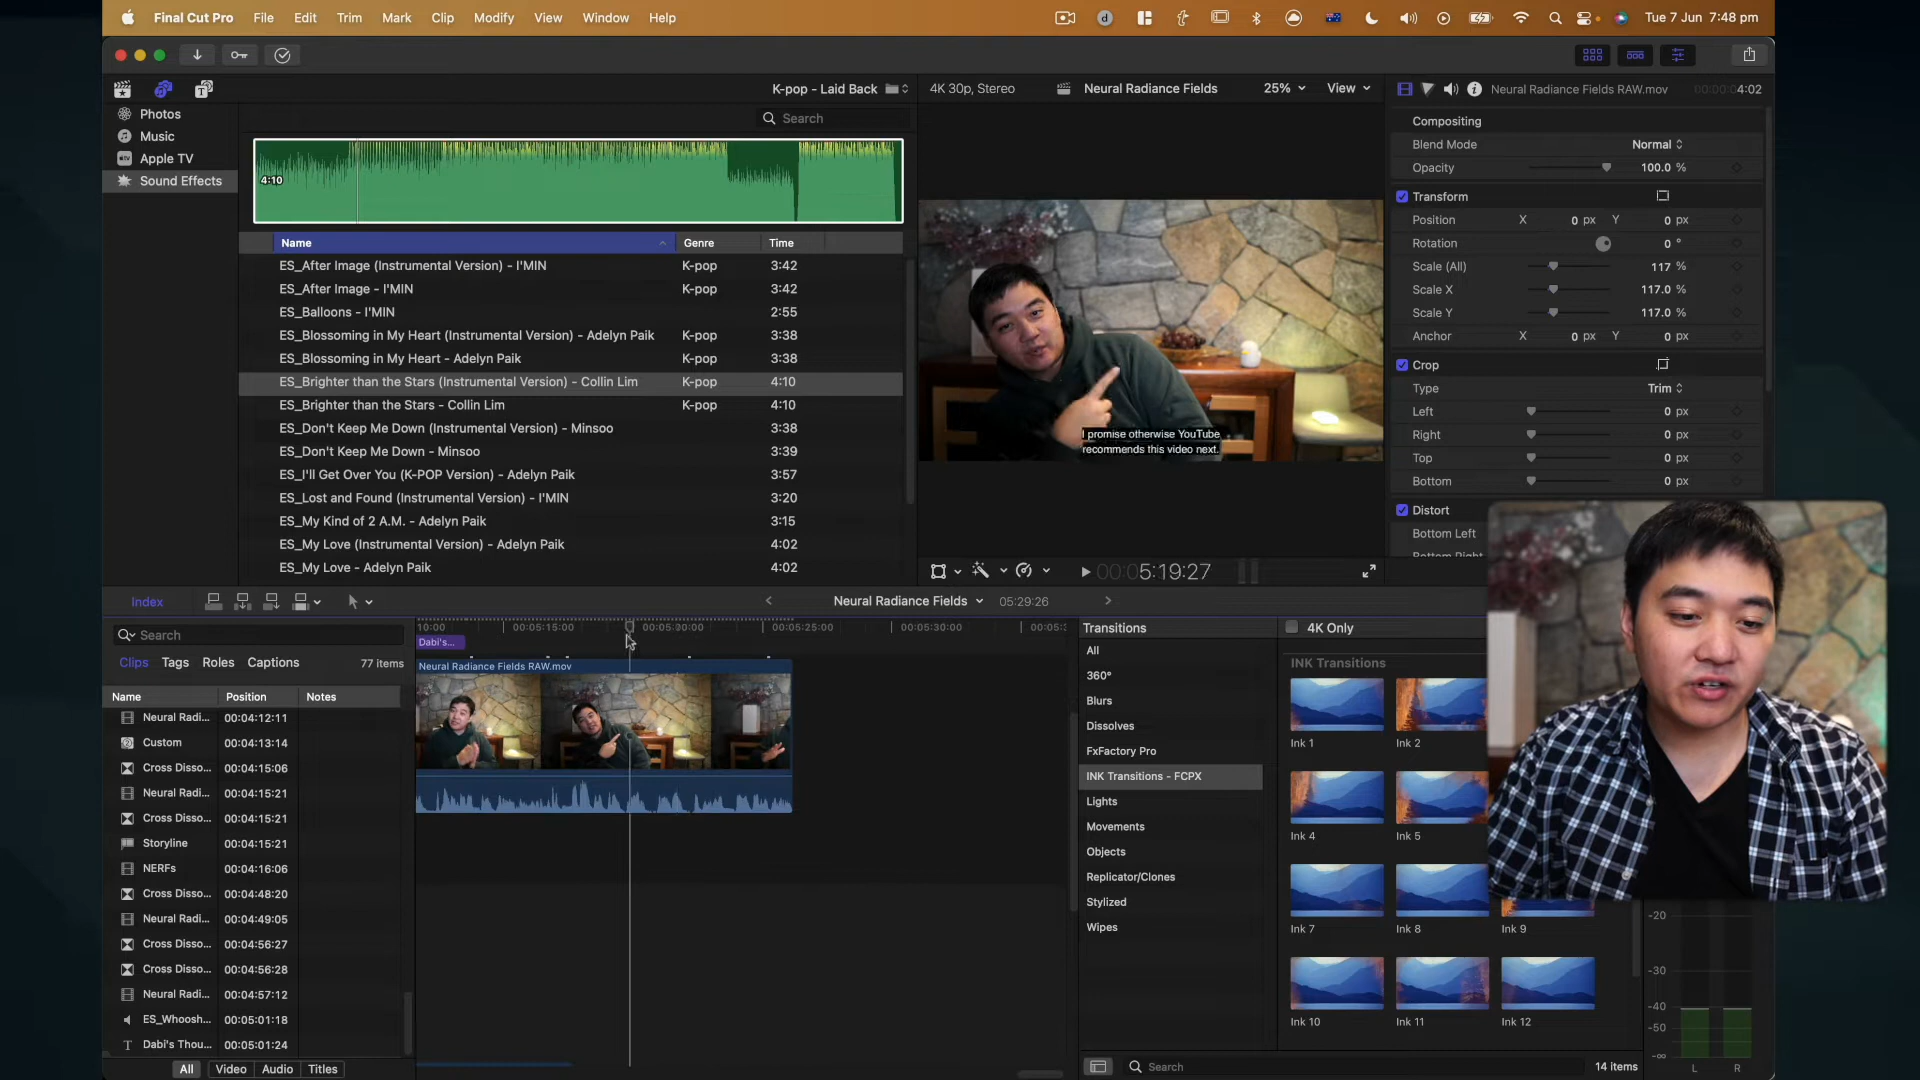 Final Cut Pro File Edit Trim Mark Clip Modify View Window Help
Tue 7 Jun 7:48 pm
K-pop - Laid Back
4K 30p, Stereo
Neural Radiance Fields
25%
View
Neural Radiance Fields RAW.mov
4:02
Photos
Music
Apple TV
Sound Effects
Search
4:10
Name Genre Time
ES_After Image (Instrumental Version) - I'MIN K-pop 3:42
ES_After Image - I'MIN K-pop 3:42
ES_Balloons - I'MIN 2:55
ES_Blossoming in My Heart (Instrumental Version) - Adelyn Paik K-pop 3:38
ES_Blossoming in My Heart - Adelyn Paik K-pop 3:38
ES_Brighter than the Stars (Instrumental Version) - Collin Lim K-pop 4:10
ES_Brighter than the Stars - Collin Lim K-pop 4:10
ES_Don't Keep Me Down (Instrumental Version) - Minsoo 3:38
ES_Don't Keep Me Down - Minsoo 3:39
ES_I'll Get Over You (K-POP Version) - Adelyn Paik 3:57
ES_Lost and Found (Instrumental Version) - I'MIN 3:20
ES_My Kind of 2 A.M. - Adelyn Paik 3:15
ES_My Love (Instrumental Version) - Adelyn Paik 4:02
ES_My Love - Adelyn Paik 4:02
I promise otherwise YouTube
recommends this video next.
00:00 5:19:27
Compositing
Blend Mode Normal
Opacity 100.0 %
Transform
Position X 0 px Y 0 px
Rotation 0 °
Scale (All) 117 %
Scale X 117.0 %
Scale Y 117.0 %
Anchor X 0 px Y 0 px
Crop
Type Trim
Left 0 px
Right 0 px
Top 0 px
Bottom 0 px
Distort
Bottom Left
Bottom Right
Index
Neural Radiance Fields 05:29:26
Search
Clips Tags Roles Captions 77 items
Name Position Notes
Neural Radi... 00:04:12:11
Custom 00:04:13:14
Cross Disso... 00:04:15:06
Neural Radi... 00:04:15:21
Cross Disso... 00:04:15:21
Storyline 00:04:15:21
NERFs 00:04:16:06
Cross Disso... 00:04:48:20
Neural Radi... 00:04:49:05
Cross Disso... 00:04:56:27
Cross Disso... 00:04:56:28
Neural Radi... 00:04:57:12
ES_Whoosh... 00:05:01:18
Dabi's Thou... 00:05:01:24
All Video Audio Titles
10:00 00:05:15:00 00:05:20:00 00:05:25:00 00:05:30:00 00:05:
Dabi's...
Neural Radiance Fields RAW.mov
Transitions
All
360°
Blurs
Dissolves
FxFactory Pro
INK Transitions - FCPX
Lights
Movements
Objects
Replicator/Clones
Stylized
Wipes
4K Only
INK Transitions
Ink 1 Ink 2
Ink 4 Ink 5
Ink 7 Ink 8 Ink 9
Ink 10 Ink 11 Ink 12
Search
14 items
-20
-30
-40
-50
-∞
L R